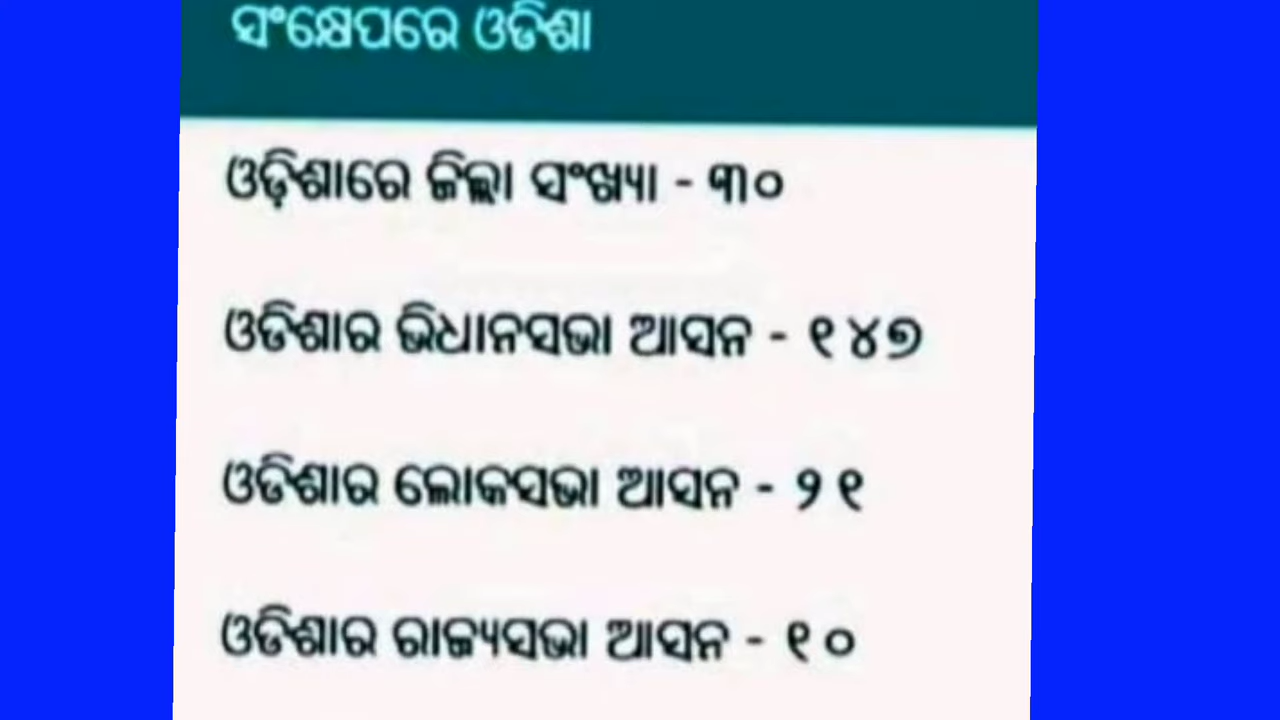 ସଂକ୍ଷେପରେ ଓଡିଶା
ଓଡ଼ିଶାରେ ଜିଲ୍ଲା ସଂଖ୍ୟା - ୩୦
ଓଡିଶାର ଭିଧାନସଭା ଆସନ - ୧୪୭
ଓଡିଶାର ଲୋକସଭା ଆସନ - ୨୧
ଓଡିଶାର ରାଜ୍ୟସଭା ଆସନ - ୧୦